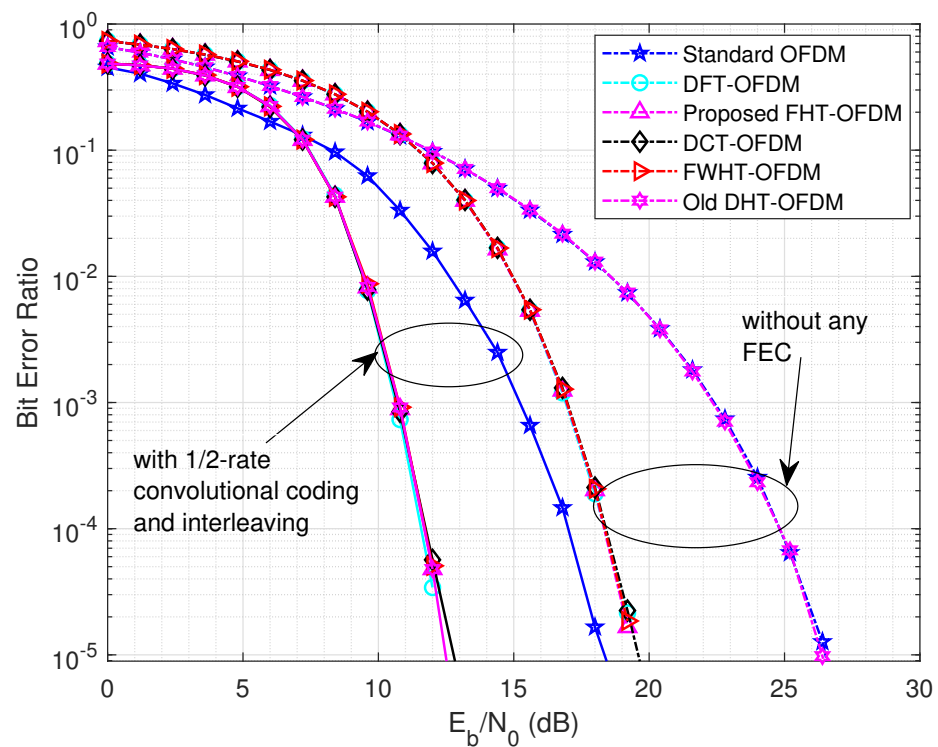 10^0
10^-1
10^-2
10^-3
10^-4
10^-5
Bit Error Ratio
Standard OFDM
DFT-OFDM
Proposed FHT-OFDM
DCT-OFDM
FWHT-OFDM
Old DHT-OFDM
without any
FEC
with 1/2-rate
convolutional coding
and interleaving
0 5 10 15 20 25 30
E_b/N_0 (dB)